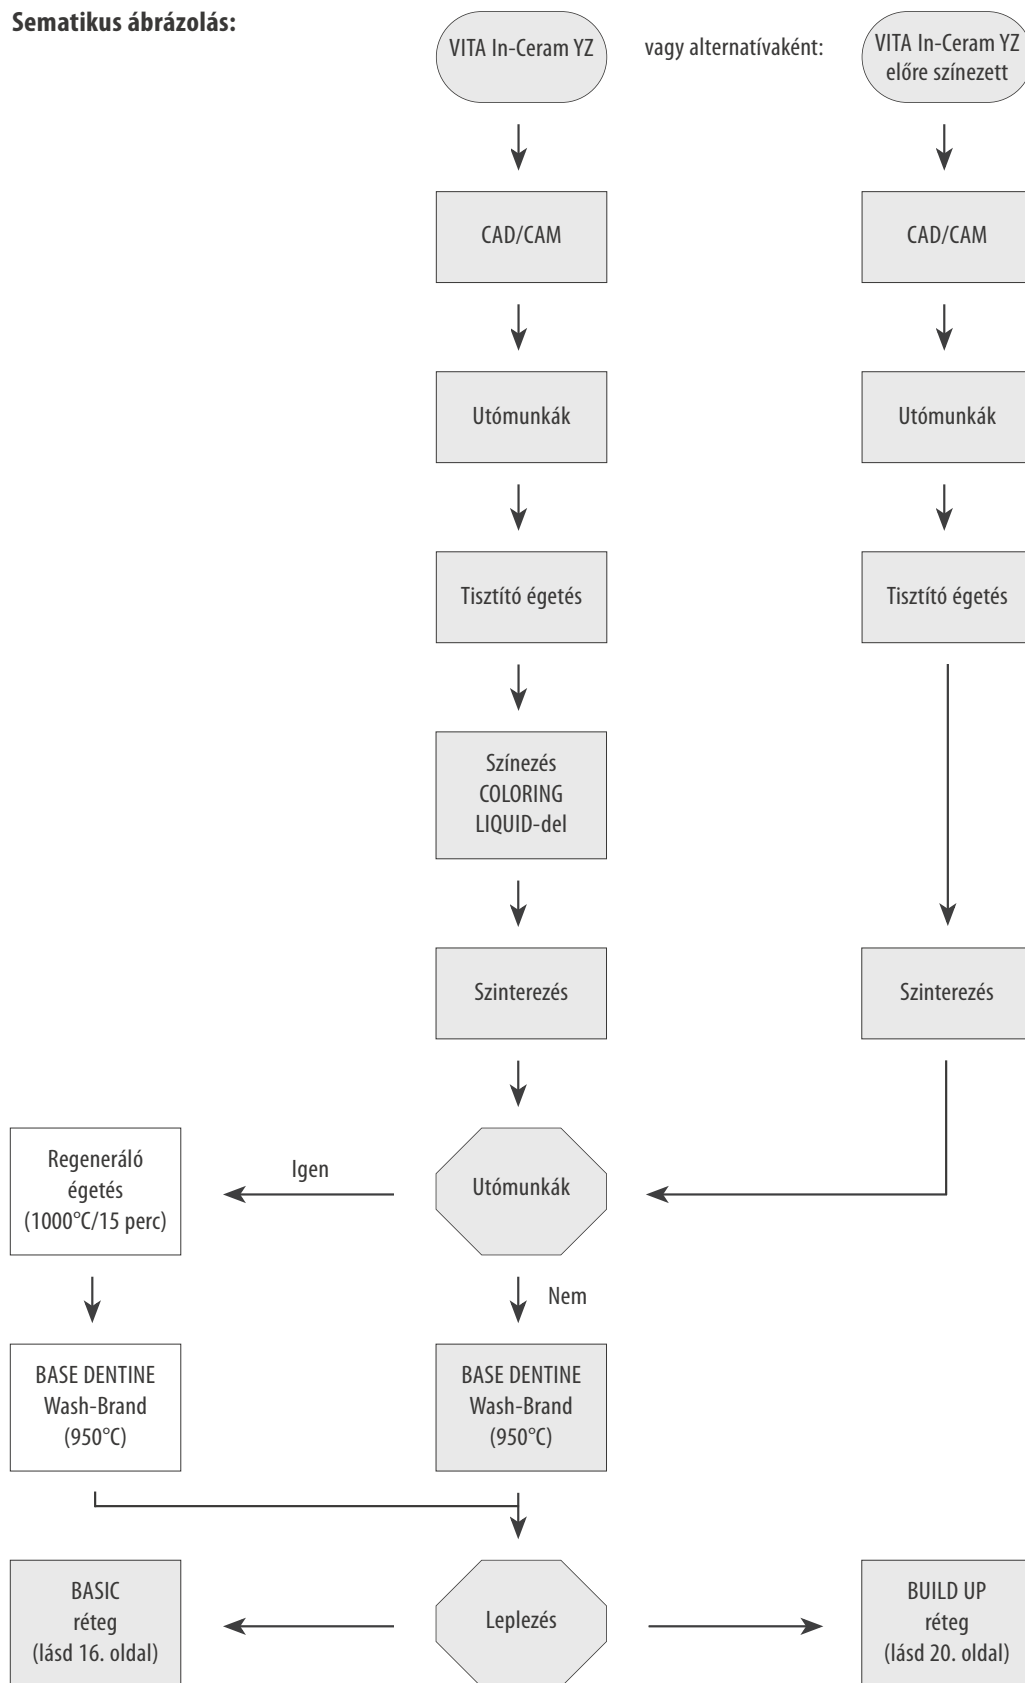 Sematikus ábrázolás:
VITA In-Ceram YZ
vagy alternatívaként:
VITA In-Ceram YZ
előre színezett
CAD/CAM
CAD/CAM
Utómunkák
Utómunkák
Tisztító égetés
Tisztító égetés
Színezés
COLORING
LIQUID-del
Szinterezés
Szinterezés
Regeneráló
égetés
(1000°C/15 perc)
Igen
Utómunkák
Nem
BASE DENTINE
Wash-Brand
(950°C)
BASE DENTINE
Wash-Brand
(950°C)
BASIC
réteg
(lásd 16. oldal)
Leplezés
BUILD UP
réteg
(lásd 20. oldal)